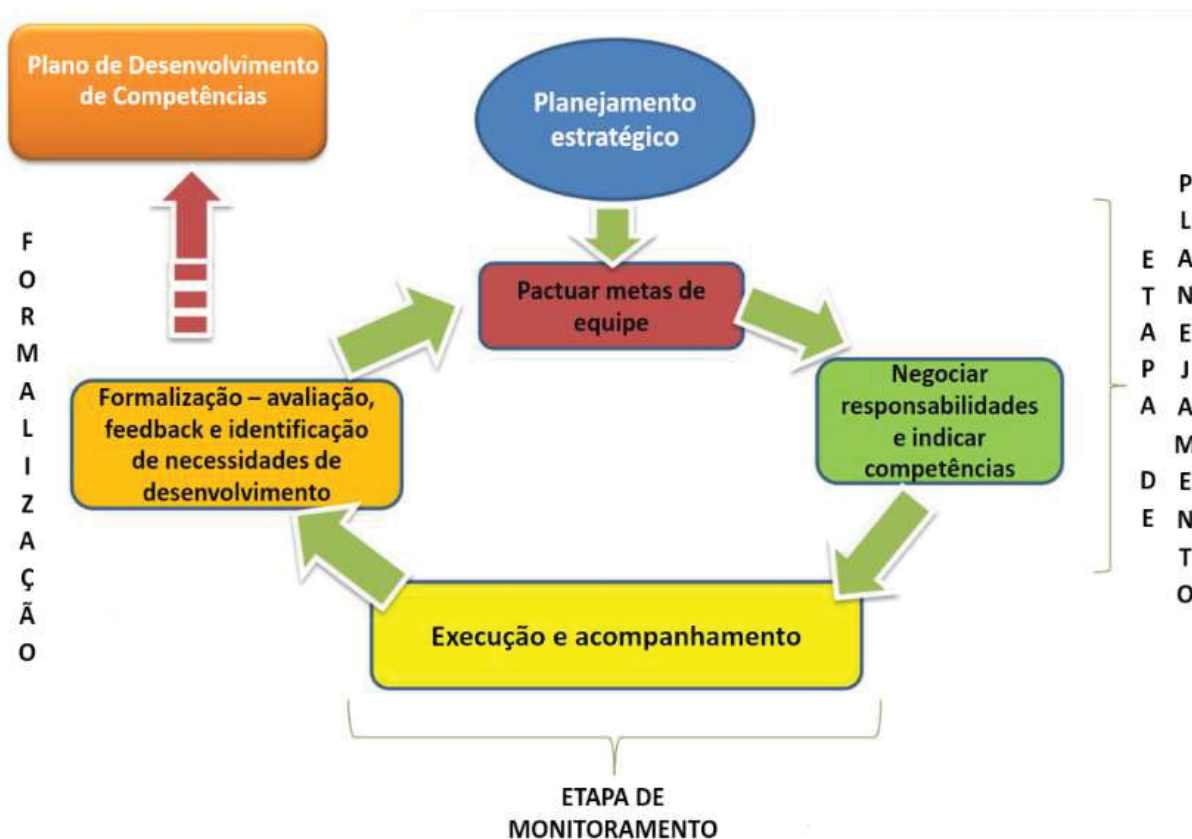 Plano de Desenvolvimento
de Competências
Planejamento
estratégico
Pactuar metas de
equipe
Negociar
responsabilidades
e indicar
competências
Formalização – avaliação,
feedback e identificação
de necessidades de
desenvolvimento
Execução e acompanhamento
FORMALIZAÇÃO
ETAPA DE
PLANEJAMENTO
ETAPA DE
MONITORAMENTO